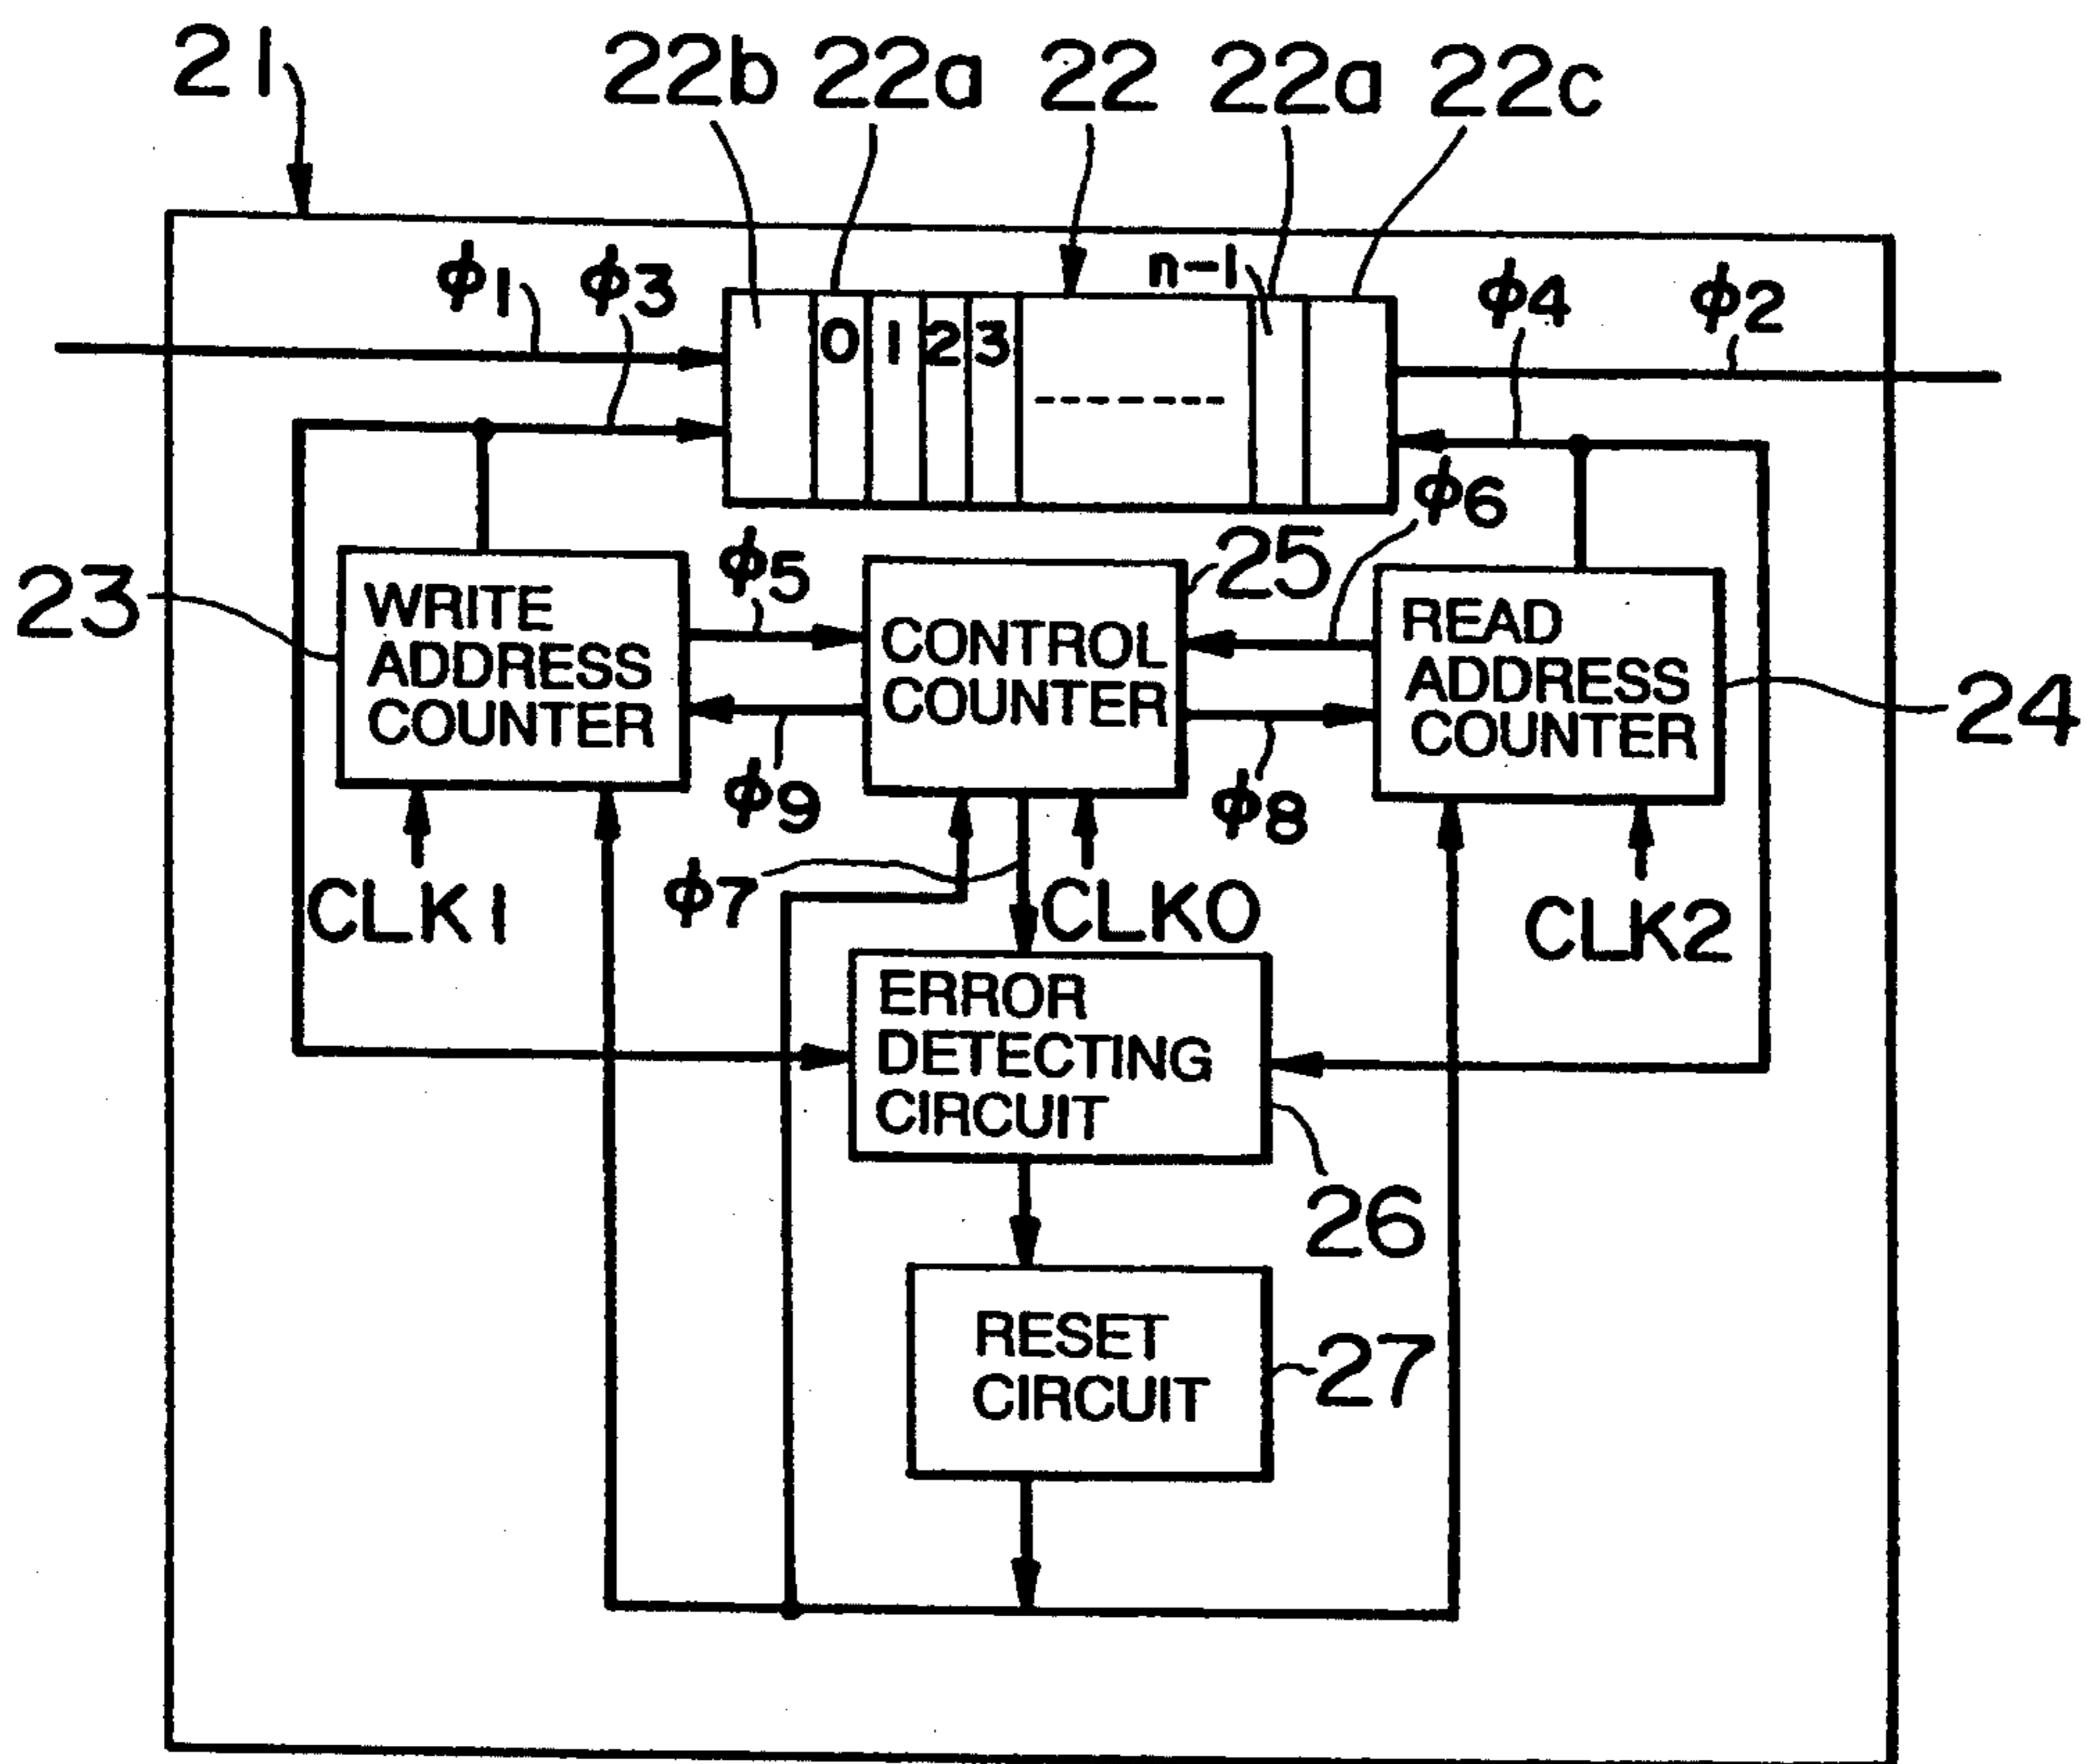 21
22b 22a 22 22a 22c
φ1 φ3 n-1 φ4 φ2
0 1 2 3
φ6
23
WRITE
ADDRESS
COUNTER
φ5
CONTROL
COUNTER
25
READ
ADDRESS
COUNTER
24
φ9
φ8
φ7
CLK1
CLK0
CLK2
ERROR
DETECTING
CIRCUIT
26
RESET
CIRCUIT
27